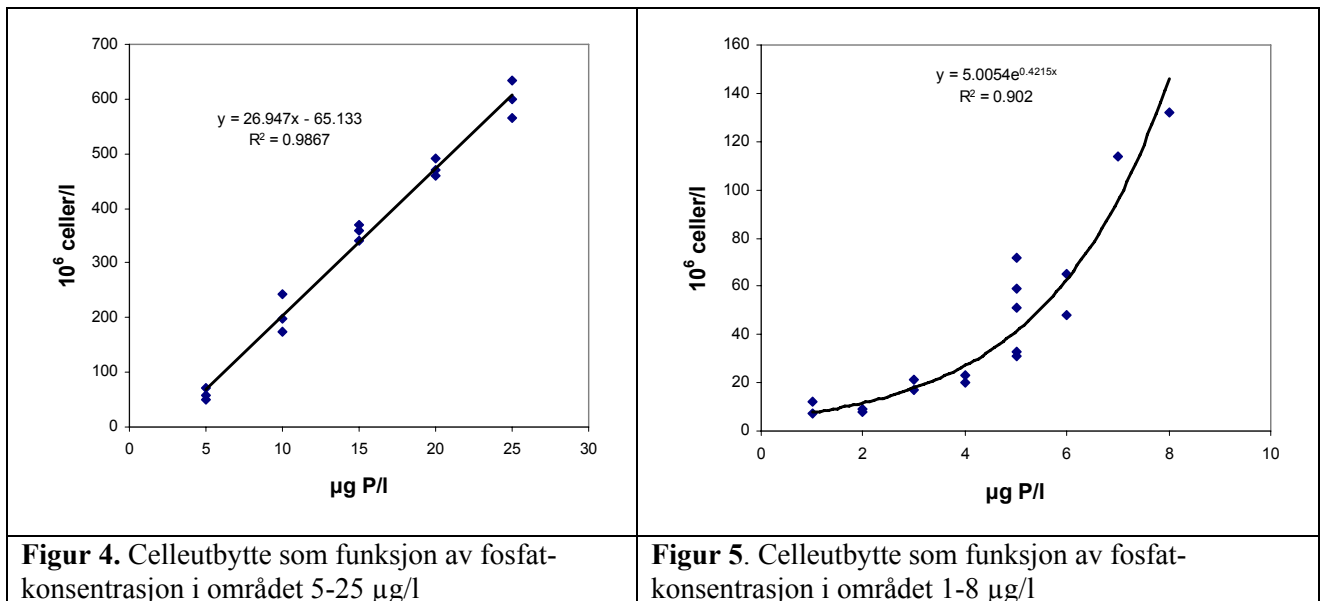 700
600
500
400
300
200
100
0
y = 26.947x - 65.133
R² = 0.9867
10⁶ celler/l
0 5 10 15 20 25 30
µg P/l
Figur 4. Celleutbytte som funksjon av fosfat-
konsentrasjon i området 5-25 µg/l
160
140
120
100
80
60
40
20
0
y = 5.0054e^0.4215x
R² = 0.902
10⁶ celler/l
0 2 4 6 8 10
µg P/l
Figur 5. Celleutbytte som funksjon av fosfat-
konsentrasjon i området 1-8 µg/l